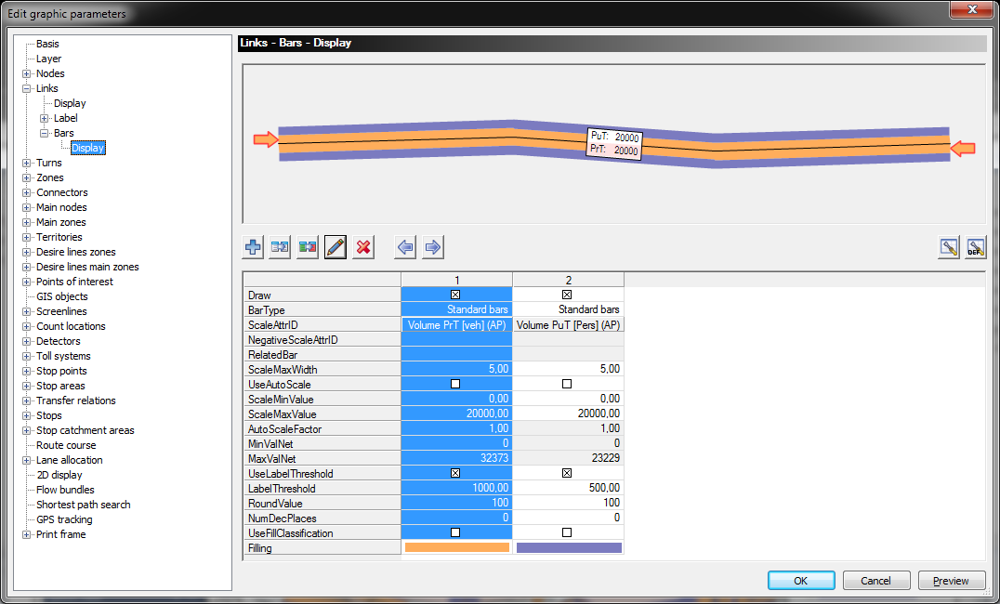 Edit graphic parameters
Basis
Layer
Nodes
Links
Display
Label
Bars
Display
Turns
Zones
Connectors
Main nodes
Main zones
Territories
Desire lines zones
Desire lines main zones
Points of interest
GIS objects
Screenlines
Count locations
Detectors
Toll systems
Stop points
Stop areas
Transfer relations
Stops
Stop catchment areas
Route course
Lane allocation
2D display
Flow bundles
Shortest path search
GPS tracking
Print frame
Links - Bars - Display
PuT: 20000
PrT: 20000
DEF
1 2
Draw
BarType Standard bars Standard bars
ScaleAttrID Volume PrT [veh] (AP) Volume PuT [Pers] (AP)
NegativeScaleAttrID
RelatedBar
ScaleMaxWidth 5,00 5,00
UseAutoScale
ScaleMinValue 0,00 0,00
ScaleMaxValue 20000,00 20000,00
AutoScaleFactor 1,00 1,00
MinValNet 0 0
MaxValNet 32373 23229
UseLabelThreshold
LabelThreshold 1000,00 500,00
RoundValue 100 100
NumDecPlaces 0 0
UseFillClassification
Filling
OK Cancel Preview